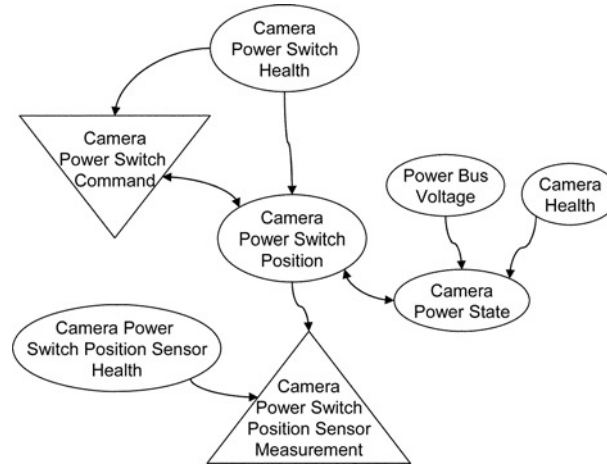 Camera
Power Switch
Health
Camera
Power Switch
Command
Power Bus
Voltage
Camera
Health
Camera
Power Switch
Position
Camera
Power State
Camera Power
Switch Position Sensor
Health
Camera
Power Switch
Position Sensor
Measurement